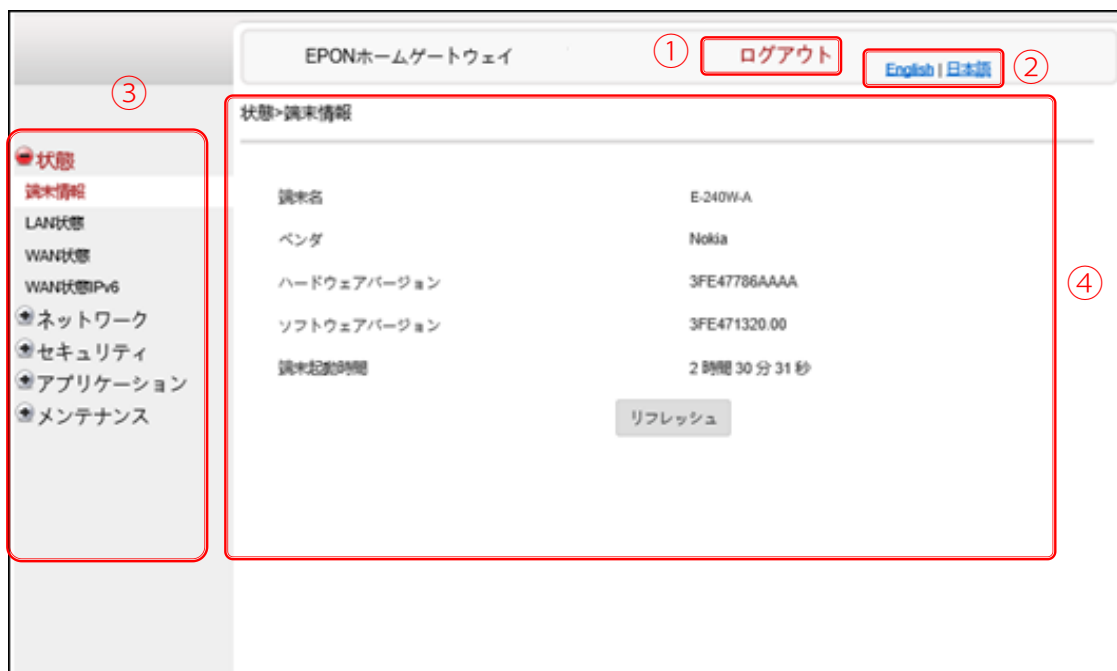 EPONホームゲートウェイ
① ログアウト
English | 日本語 ②
③
状態>端末情報
状態
端末情報
LAN状態
WAN状態
WAN状態IPv6
ネットワーク
セキュリティ
アプリケーション
メンテナンス
端末名 E-240W-A
ベンダ Nokia
ハードウェアバージョン 3FE47786AAAA
ソフトウェアバージョン 3FE471320.00
端末起動時間 2 時間 30 分 31 秒
リフレッシュ
④